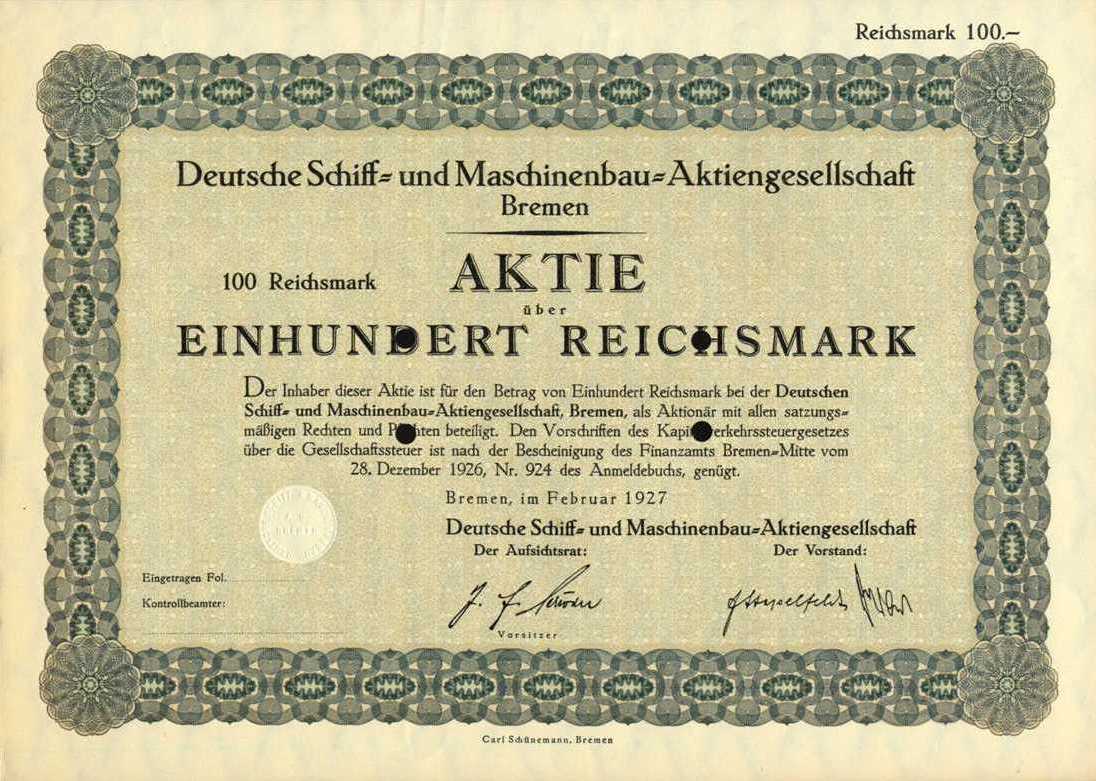 Reichsmark 100.–
Deutsche Schiff= und Maschinenbau=Aktiengesellschaft
Bremen
100 Reichsmark AKTIE
über
EINHUNDERT REICHSMARK
Der Inhaber dieser Aktie ist für den Betrag von Einhundert Reichsmark bei der Deutschen
Schiff= und Maschinenbau=Aktiengesellschaft, Bremen, als Aktionär mit allen satzungs=
mäßigen Rechten und Pflichten beteiligt. Den Vorschriften des Kapitalverkehrssteuergesetzes
über die Gesellschaftssteuer ist nach der Bescheinigung des Finanzamts Bremen=Mitte vom
28. Dezember 1926, Nr. 924 des Anmeldebuchs, genügt.
Bremen, im Februar 1927
Deutsche Schiff= und Maschinenbau=Aktiengesellschaft
Der Aufsichtsrat: Der Vorstand:
Eingetragen Fol.
Kontrollbeamter:
Vorsitzer
Carl Schünemann, Bremen